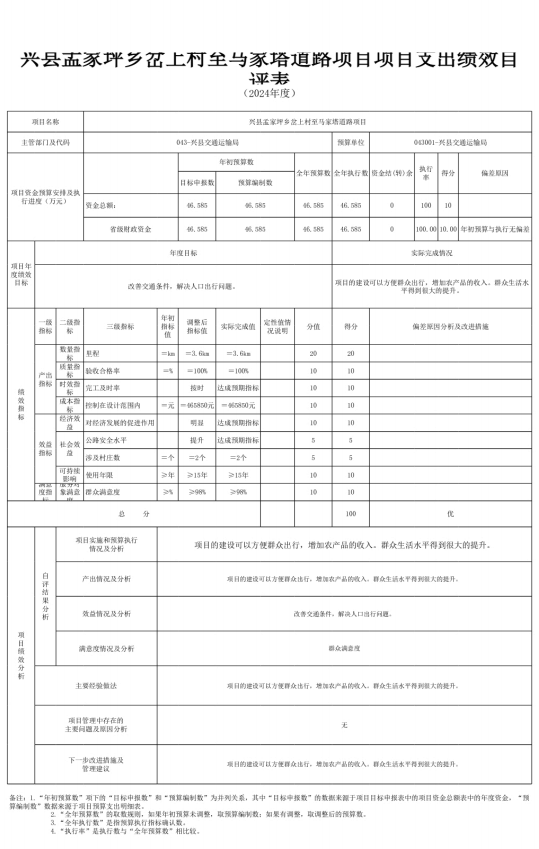 兴县孟家坪乡岔上村至马家塔道路项目项目支出绩效目
评表
（2024年度）
项目名称 兴县孟家坪乡岔上村至马家塔道路项目
主管部门及代码 043-兴县交通运输局 预算单位 043001-兴县交通运输局
项目资金预算安排及执行进度（万元） 年初预算数 全年预算数 全年执行数 资金结(转)余 执行率 得分 偏差原因
目标申报数 预算编制数
资金总额： 46.585 46.585 46.585 46.585 0 100 10
省级财政资金 46.585 46.585 46.585 46.585 0 100.00 10.00 年初预算与执行无偏差
项目年度绩效目标 年度目标 实际完成情况
改善交通条件，解决人口出行问题。 项目的建设可以方便群众出行，增加农产品的收入。群众生活水平得到很大的提升。
绩效指标 一级指标 二级指标 三级指标 年初指标值 调整后指标值 实际完成值 定性值情况说明 分值 得分 偏差原因分析及改进措施
产出指标 数量指标 里程 =km =3.6km =3.6km 20 20
质量指标 验收合格率 =% =100% =100% 10 10
时效指标 完工及时率 按时 达成预期指标 10 10
成本指标 控制在设计范围内 =元 =465850元 =465850元 10 10
效益指标 经济效益 对经济发展的促进作用 明显 达成预期指标 10 10
社会效益 公路安全水平 提升 达成预期指标 5 5
涉及村庄数 =个 =2个 =2个 5 5
可持续影响 使用年限 ≥年 ≥15年 ≥15年 10 10
满意度指标 服务对象满意度 群众满意度 ≥% ≥98% ≥98% 10 10
总 分 100 优
项目绩效分析 自评结果分析 项目实施和预算执行情况及分析 项目的建设可以方便群众出行，增加农产品的收入。群众生活水平得到很大的提升。
产出情况及分析 项目的建设可以方便群众出行，增加农产品的收入。群众生活水平得到很大的提升。
效益情况及分析 改善交通条件，解决人口出行问题。
满意度情况及分析 群众满意度
主要经验做法 项目的建设可以方便群众出行，增加农产品的收入。群众生活水平得到很大的提升。
项目管理中存在的主要问题及原因分析 无
下一步改进措施及管理建议 项目的建设可以方便群众出行，增加农产品的收入。群众生活水平得到很大的提升。
备注：1.“年初预算数”项下的“目标申报数”和“预算编制数”为并列关系，其中“目标申报数”的数据来源于项目目标申报表中的项目资金总额表中的年度资金，“预
算编制数”数据来源于项目预算支出明细表。
2.“全年预算数”的取数规则，如果年初预算未调整，取预算编制数；如果有调整，取调整后的预算数。
3.“全年执行数”是指预算执行指标确认数。
4.“执行率”是执行数与“全年预算数”相比较。